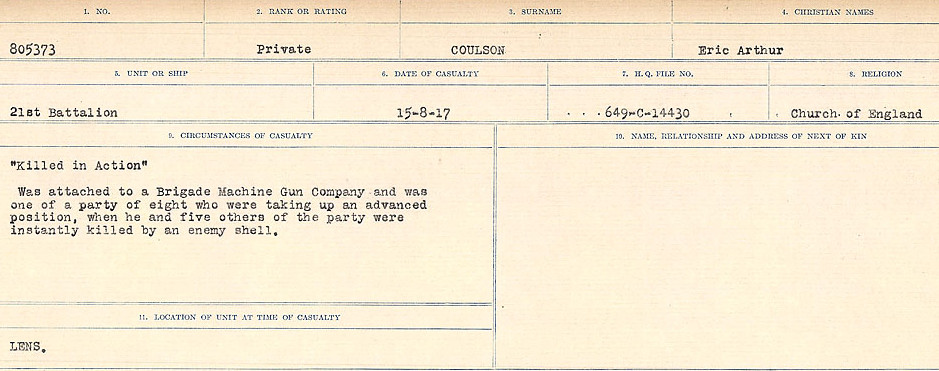 1. NO. 2. RANK OR RATING 3. SURNAME 4. CHRISTIAN NAMES
805373 Private COULSON Eric Arthur
5. UNIT OR SHIP 6. DATE OF CASUALTY 7. H.Q. FILE NO. 8. RELIGION
21st Battalion 15-8-17 649-C-14430 Church of England
9. CIRCUMSTANCES OF CASUALTY 10. NAME, RELATIONSHIP AND ADDRESS OF NEXT OF KIN
"Killed in Action"
Was attached to a Brigade Machine Gun Company and was
one of a party of eight who were taking up an advanced
position, when he and five others of the party were
instantly killed by an enemy shell.
11. LOCATION OF UNIT AT TIME OF CASUALTY
LENS.